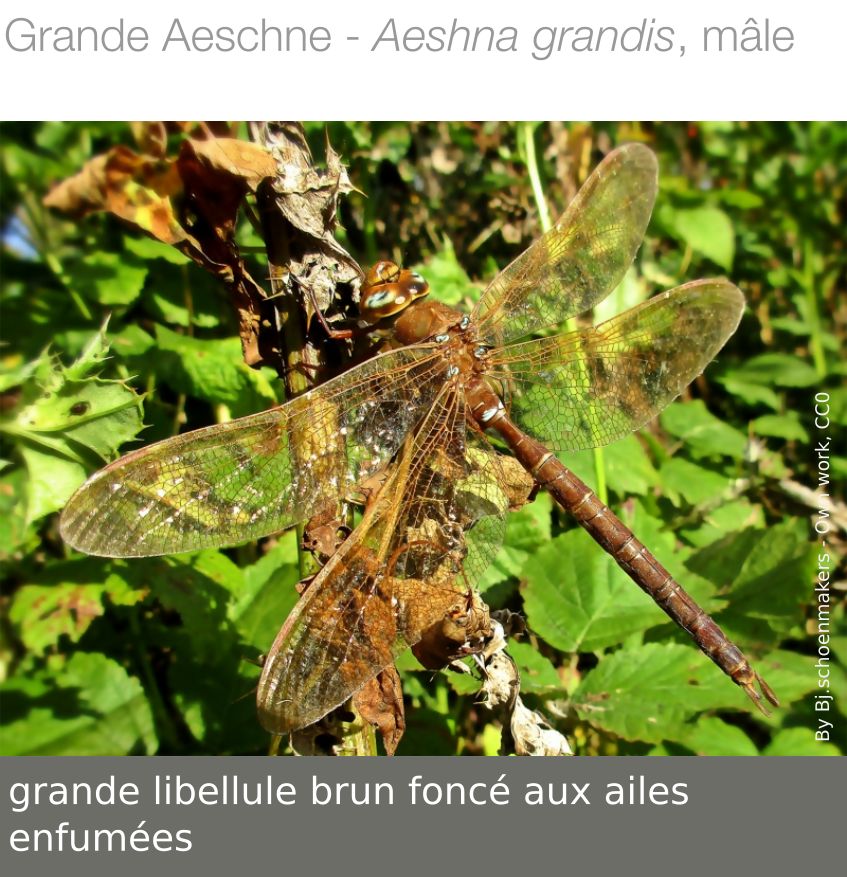 Grande Aeschne - Aeshna grandis, mâle
By Bj.schoenmakers - Own work, CC0
grande libellule brun foncé aux ailes
enfumées